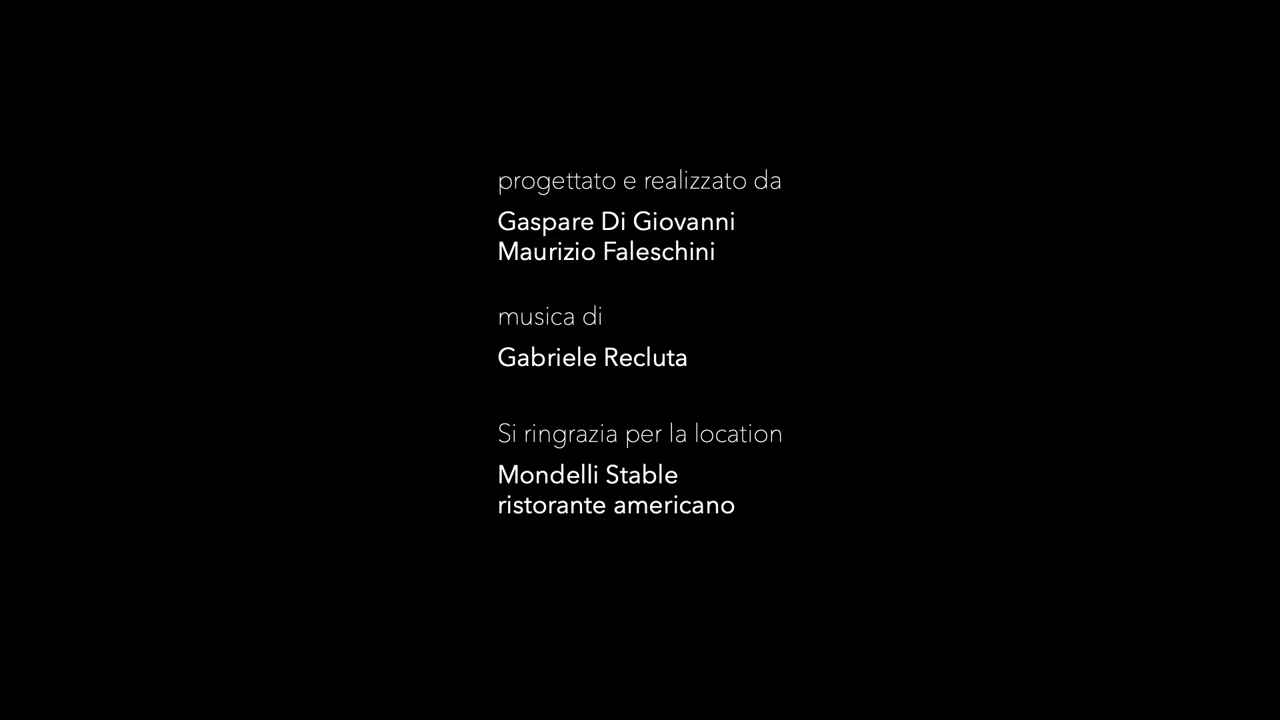 progettato e realizzato da
Gaspare Di Giovanni
Maurizio Faleschini
musica di
Gabriele Recluta
Si ringrazia per la location
Mondelli Stable
ristorante americano